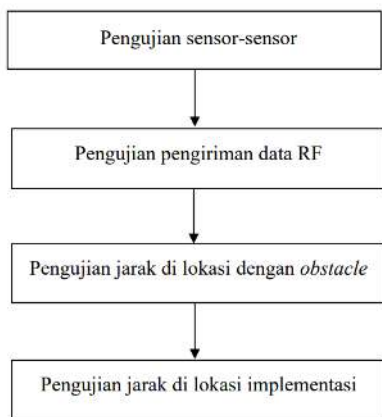 Pengujian sensor-sensor
Pengujian pengiriman data RF
Pengujian jarak di lokasi dengan obstacle
Pengujian jarak di lokasi implementasi